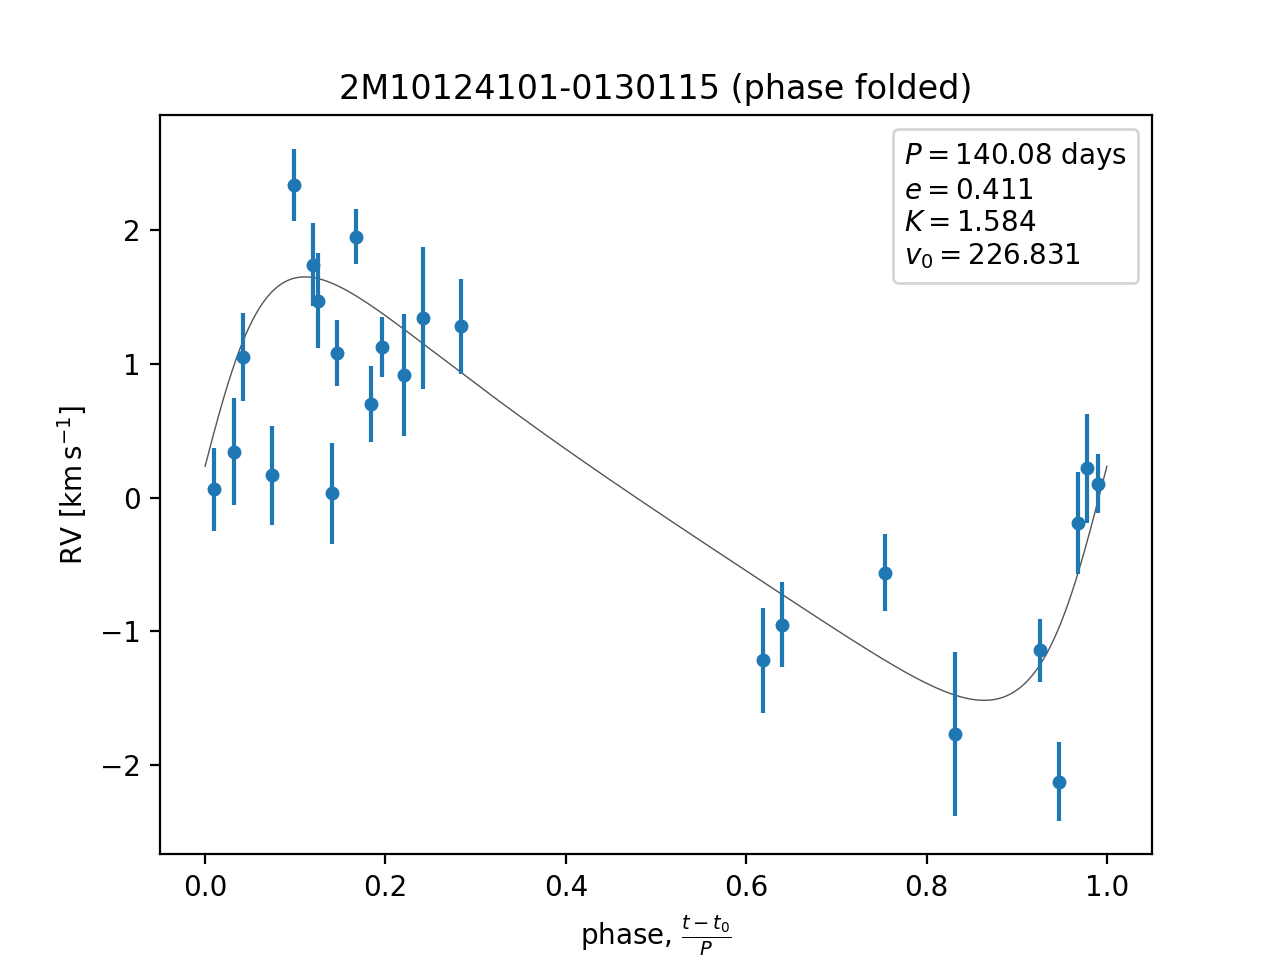 2M10124101-0130115 (phase folded)
P = 140.08 days
e = 0.411
K = 1.584
v₀ = 226.831
RV [km s⁻¹]
2
1
0
−1
−2
0.0 0.2 0.4 0.6 0.8 1.0
phase, (t − t₀)/P